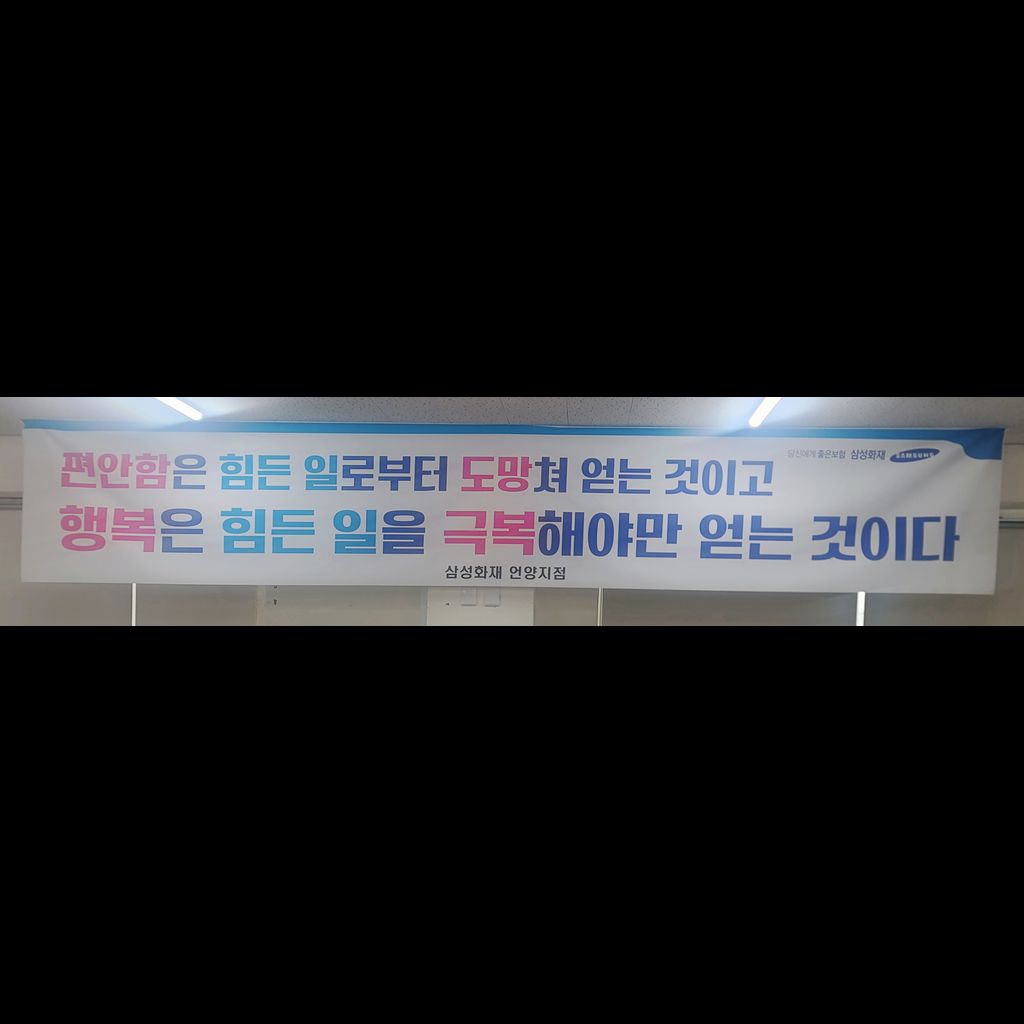 당신에게 좋은보험 삼성화재 SAMSUNG
편안함은 힘든 일로부터 도망쳐 얻는 것이고
행복은 힘든 일을 극복해야만 얻는 것이다
삼성화재 언양지점